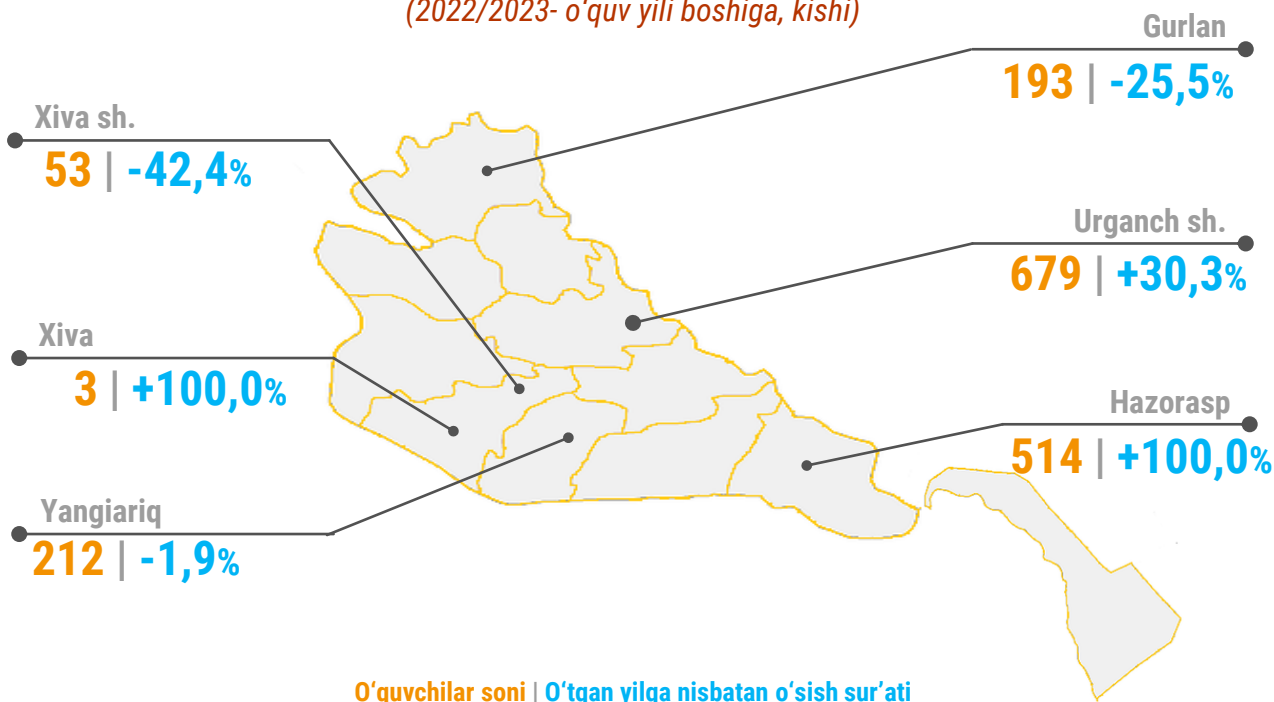 (2022/2023- o‘quv yili boshiga, kishi)
Gurlan
193 | -25,5%
Xiva sh.
53 | -42,4%
Urganch sh.
679 | +30,3%
Xiva
3 | +100,0%
Hazorasp
514 | +100,0%
Yangiariq
212 | -1,9%
O‘quvchilar soni | O‘tgan yilga nisbatan o‘sish sur’ati